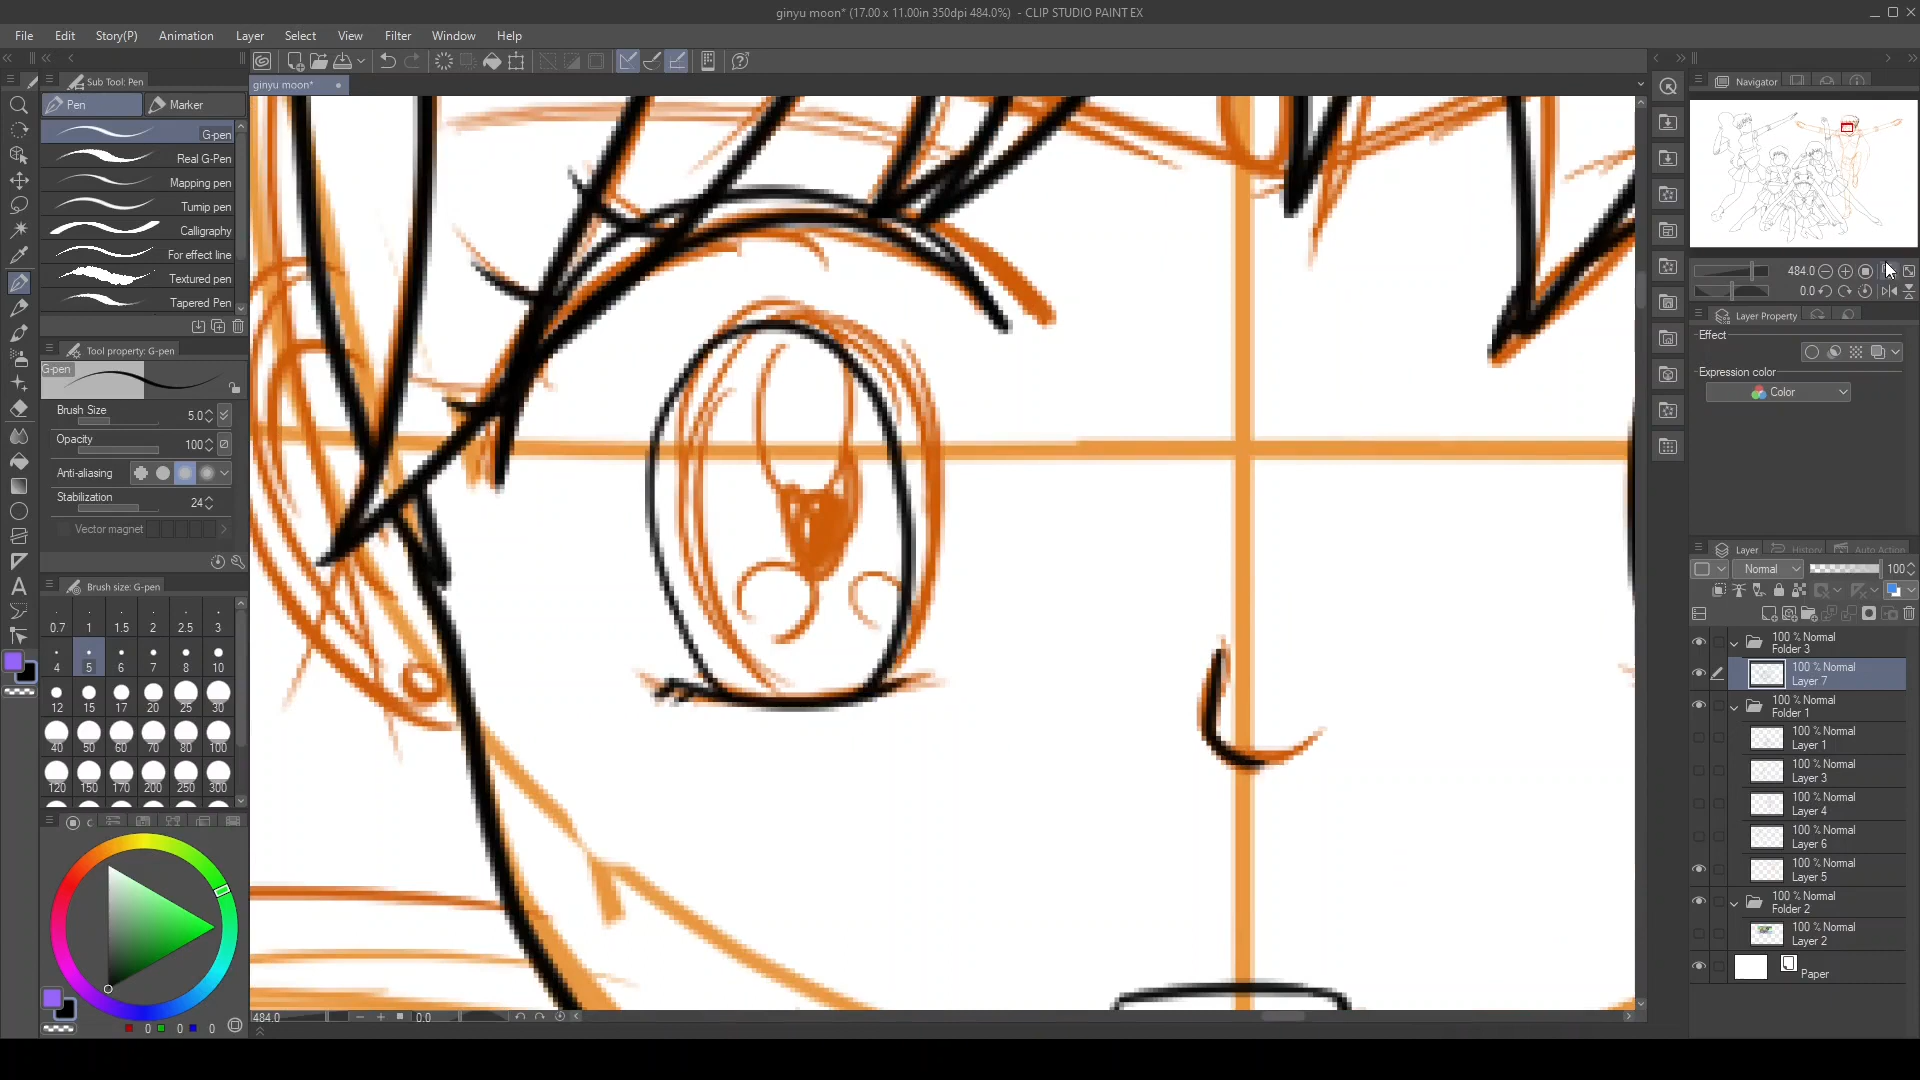 ginyu moon* (17.00 x 11.00in 350dpi 484.0%) - CLIP STUDIO PAINT EX
File Edit Story(P) Animation Layer Select View Filter Window Help
Sub Tool: Pen
ginyu moon*
Navigator
Pen Marker
G-pen
Real G-Pen
Mapping pen
Turnip pen
Calligraphy
For effect line
Textured pen
Tapered Pen
Tool property: G-pen
G-pen
Brush Size 5.0
Opacity 100
Anti-aliasing
Stabilization 24
Vector magnet
Brush size: G-pen
0.7 1 1.5 2 2.5 3
4 5 6 7 8 10
12 15 17 20 25 30
40 50 60 70 80 100
120 150 170 200 250 300
c
0 0 0
484.0 0.0
484.0
0.0
Layer Property
Effect
Expression color
Color
Layer History Auto Action
Normal 100
100 % Normal
Folder 3
100 % Normal
Layer 7
100 % Normal
Folder 1
100 % Normal
Layer 1
100 % Normal
Layer 3
100 % Normal
Layer 4
100 % Normal
Layer 6
100 % Normal
Layer 5
100 % Normal
Folder 2
100 % Normal
Layer 2
Paper